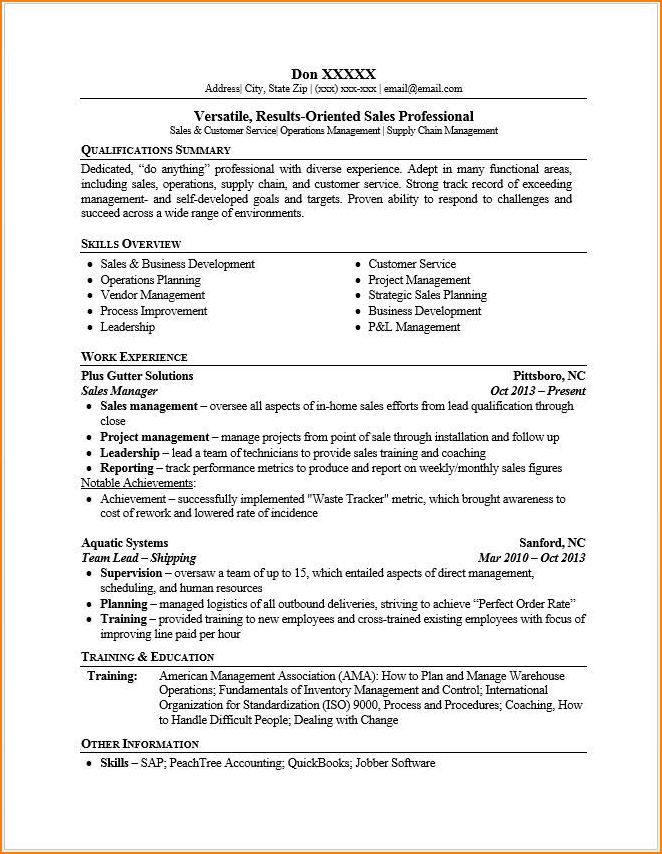 Don XXXXX
Address| City, State Zip | (xxx) xxx-xxx | email@email.com
Versatile, Results-Oriented Sales Professional
Sales & Customer Service| Operations Management | Supply Chain Management
QUALIFICATIONS SUMMARY
Dedicated, “do anything” professional with diverse experience. Adept in many functional areas,
including sales, operations, supply chain, and customer service. Strong track record of exceeding
management- and self-developed goals and targets. Proven ability to respond to challenges and
succeed across a wide range of environments.
SKILLS OVERVIEW
• Sales & Business Development
• Operations Planning
• Vendor Management
• Process Improvement
• Leadership
• Customer Service
• Project Management
• Strategic Sales Planning
• Business Development
• P&L Management
WORK EXPERIENCE
Plus Gutter Solutions Pittsboro, NC
Sales Manager Oct 2013 – Present
• Sales management – oversee all aspects of in-home sales efforts from lead qualification through
close
• Project management – manage projects from point of sale through installation and follow up
• Leadership – lead a team of technicians to provide sales training and coaching
• Reporting – track performance metrics to produce and report on weekly/monthly sales figures
Notable Achievements:
• Achievement – successfully implemented "Waste Tracker" metric, which brought awareness to
cost of rework and lowered rate of incidence
Aquatic Systems Sanford, NC
Team Lead – Shipping Mar 2010 – Oct 2013
• Supervision – oversaw a team of up to 15, which entailed aspects of direct management,
scheduling, and human resources
• Planning – managed logistics of all outbound deliveries, striving to achieve “Perfect Order Rate”
• Training – provided training to new employees and cross-trained existing employees with focus of
improving line paid per hour
TRAINING & EDUCATION
Training: American Management Association (AMA): How to Plan and Manage Warehouse
Operations; Fundamentals of Inventory Management and Control; International
Organization for Standardization (ISO) 9000, Process and Procedures; Coaching, How
to Handle Difficult People; Dealing with Change
OTHER INFORMATION
• Skills – SAP; PeachTree Accounting; QuickBooks; Jobber Software